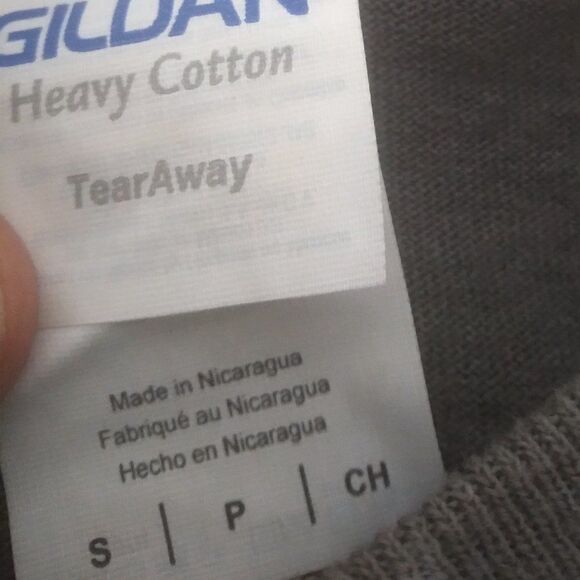 GILDAN
Heavy Cotton
TearAway
Made in Nicaragua
Fabriqué au Nicaragua
Hecho en Nicaragua
S | P | CH